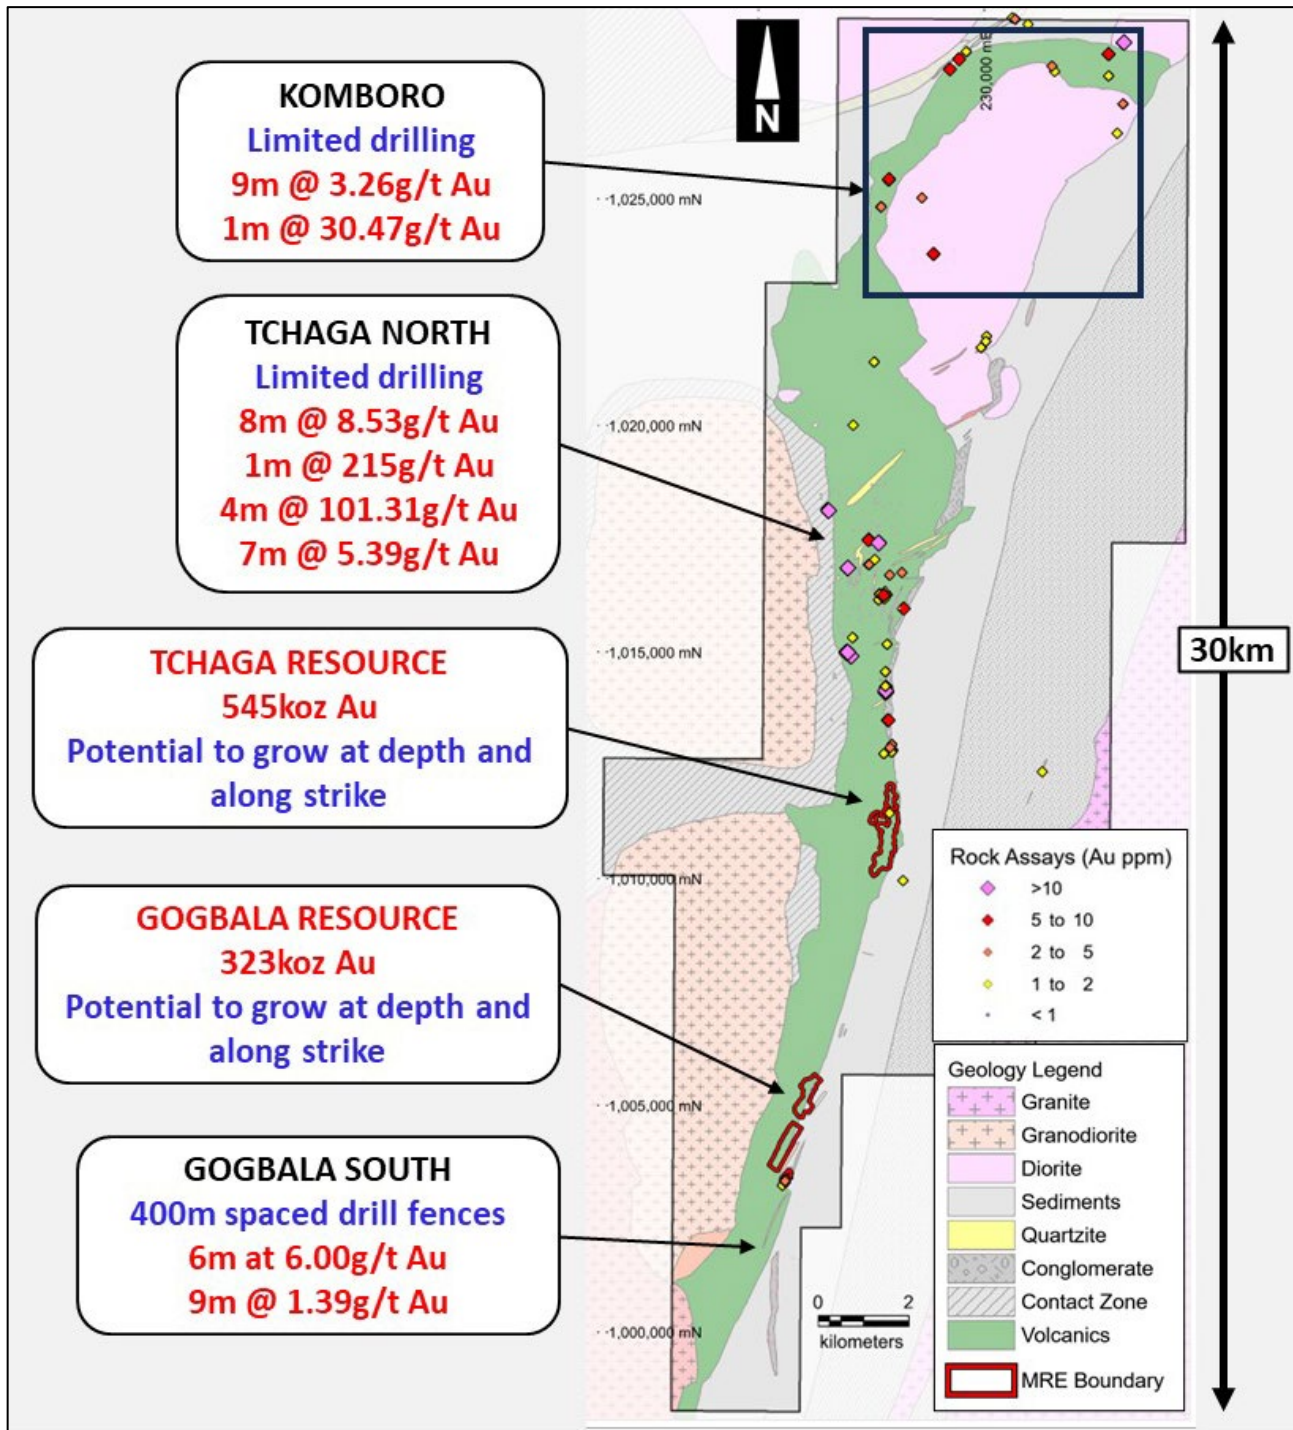 KOMBORO
Limited drilling
9m @ 3.26g/t Au
1m @ 30.47g/t Au
TCHAGA NORTH
Limited drilling
8m @ 8.53g/t Au
1m @ 215g/t Au
4m @ 101.31g/t Au
7m @ 5.39g/t Au
TCHAGA RESOURCE
545koz Au
Potential to grow at depth and
along strike
GOGBALA RESOURCE
323koz Au
Potential to grow at depth and
along strike
GOGBALA SOUTH
400m spaced drill fences
6m at 6.00g/t Au
9m @ 1.39g/t Au
N
230,000 mE
1,025,000 mN
1,020,000 mN
1,015,000 mN
1,010,000 mN
1,005,000 mN
1,000,000 mN
30km
Rock Assays (Au ppm)
>10
5 to 10
2 to 5
1 to 2
< 1
Geology Legend
Granite
Granodiorite
Diorite
Sediments
Quartzite
Conglomerate
Contact Zone
Volcanics
MRE Boundary
0 2
kilometers